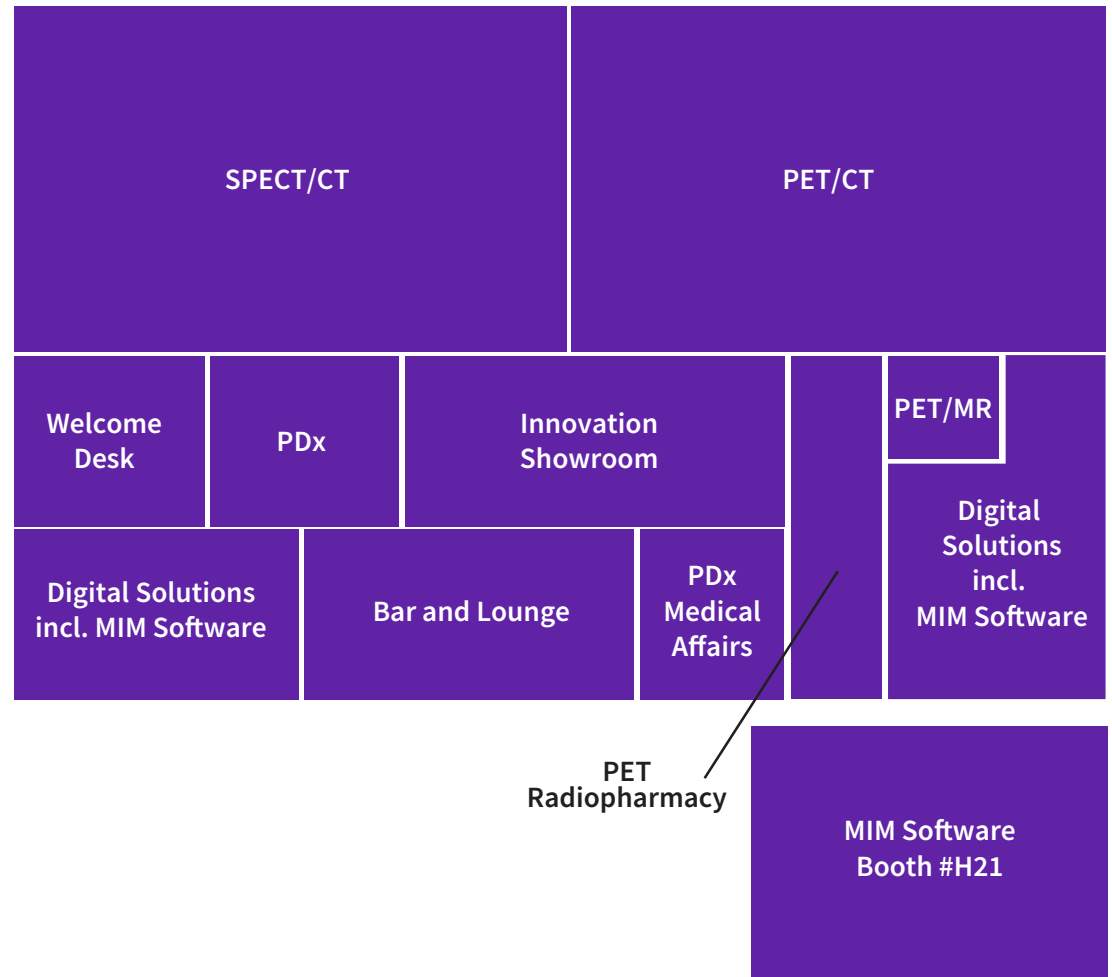 SPECT/CT
PET/CT
Welcome
Desk
PDx
Innovation
Showroom
PET/MR
Digital
Solutions
incl.
MIM Software
Digital Solutions
incl. MIM Software
Bar and Lounge
PDx
Medical
Affairs
PET
Radiopharmacy
MIM Software
Booth #H21